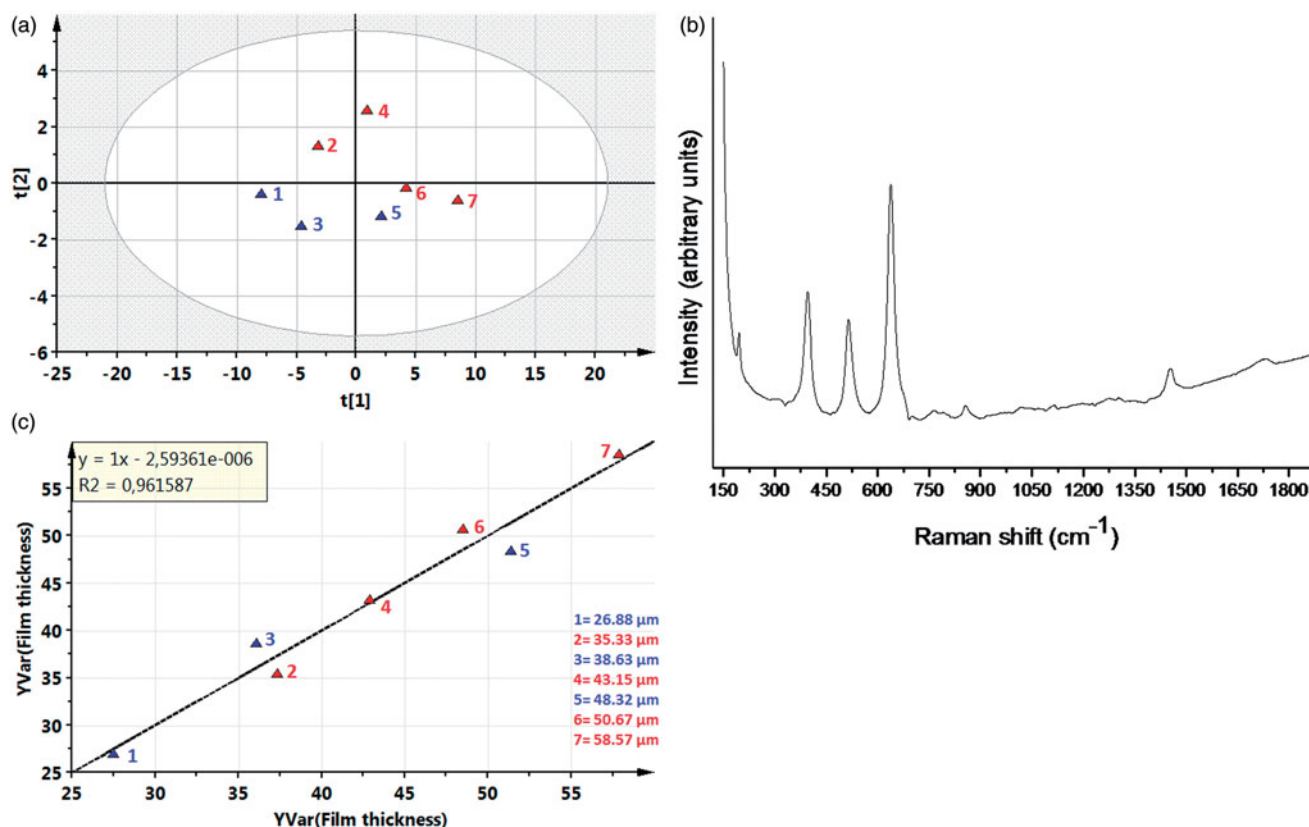 (a)
4
2
0
-2
-4
-6
t[2]
-25 -20 -15 -10 -5 0 5 10 15 20
t[1]
1
2
3
4
5
6
7
(b)
Intensity (arbitrary units)
150 300 450 600 750 900 1050 1200 1350 1500 1650 1800
Raman shift (cm⁻¹)
(c)
y = 1x - 2,59361e-006
R2 = 0,961587
55
50
45
40
35
30
25
YVar(Film thickness)
25 30 35 40 45 50 55
YVar(Film thickness)
1
2
3
4
5
6
7
1= 26.88 µm
2= 35.33 µm
3= 38.63 µm
4= 43.15 µm
5= 48.32 µm
6= 50.67 µm
7= 58.57 µm